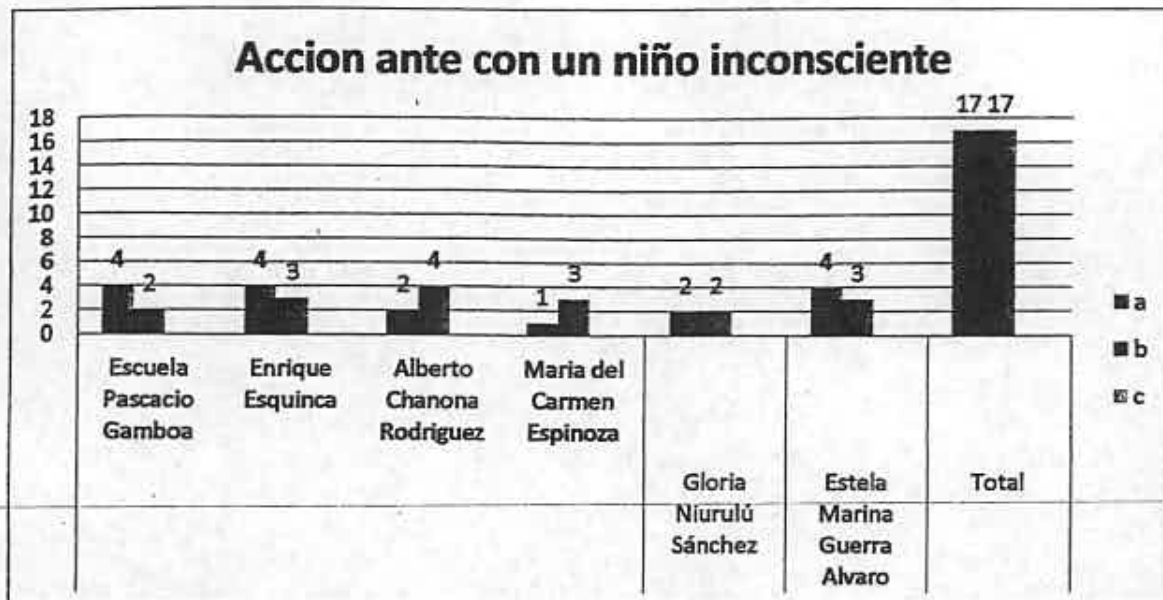 Accion ante con un niño inconsciente
17 17
18
16
14
12
10
8
6
4
2
0
4 2
4 3
2 4
1 3
2 2
4 3
a
b
c
Escuela
Pascacio
Gamboa
Enrique
Esquinca
Alberto
Chanona
Rodriguez
Maria del
Carmen
Espinoza
Gloria
Niurulú
Sánchez
Estela
Marina
Guerra
Alvaro
Total